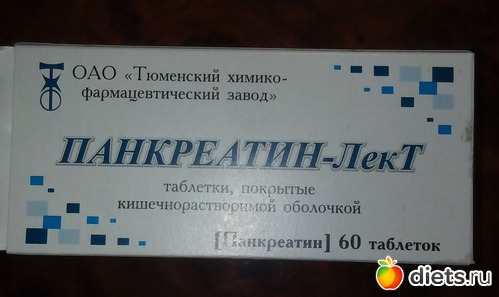 ОАО «Тюменский химико-
фармацевтический завод»
ПАНКРЕАТИН-ЛекТ
таблетки, покрытые
кишечнорастворимой оболочкой
[Панкреатин] 60 таблеток
diets.ru